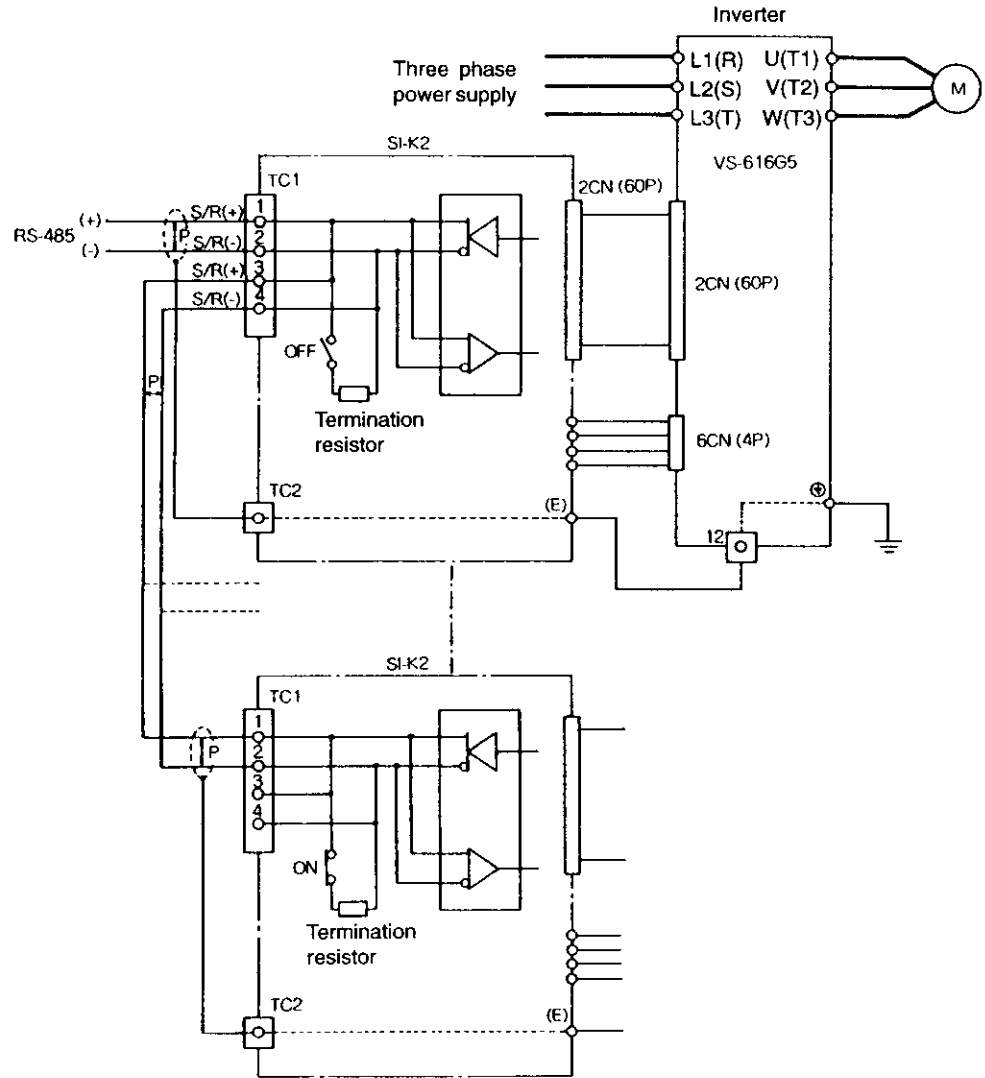 Inverter
Three phase
power supply
L1(R) U(T1)
L2(S) V(T2)
L3(T) W(T3)
M
VS-616G5
SI-K2
TC1
2CN (60P)
1
(+) S/R(+)
RS-485
P
2
(-) S/R(-)
3
S/R(+)
4
S/R(-)
2CN (60P)
OFF
P
Termination
resistor
6CN (4P)
TC2
(E)
12
SI-K2
TC1
1
P
2
3
4
ON
Termination
resistor
TC2
(E)